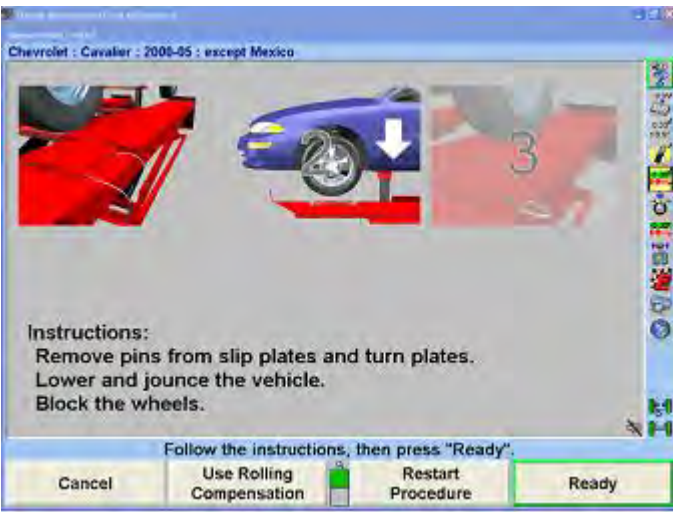 Chevrolet : Cavalier : 2000-05 : except Mexico
2
3
Instructions:
Remove pins from slip plates and turn plates.
Lower and jounce the vehicle.
Block the wheels.
Follow the instructions, then press "Ready".
Cancel
Use Rolling
Compensation
Restart
Procedure
Ready